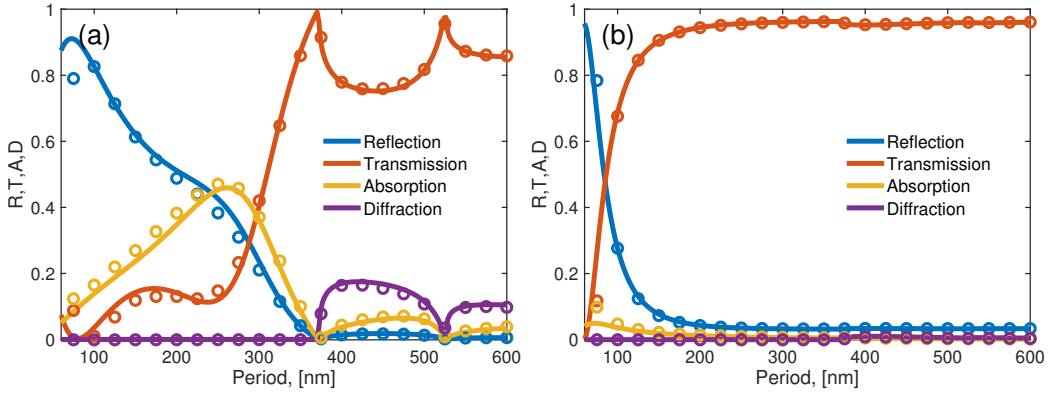 (a)
R,T,A,D
1
0.8
0.6
0.4
0.2
0
Reflection
Transmission
Absorption
Diffraction
100 200 300 400 500 600
Period, [nm]
(b)
R,T,A,D
1
0.8
0.6
0.4
0.2
0
Reflection
Transmission
Absorption
Diffraction
100 200 300 400 500 600
Period, [nm]